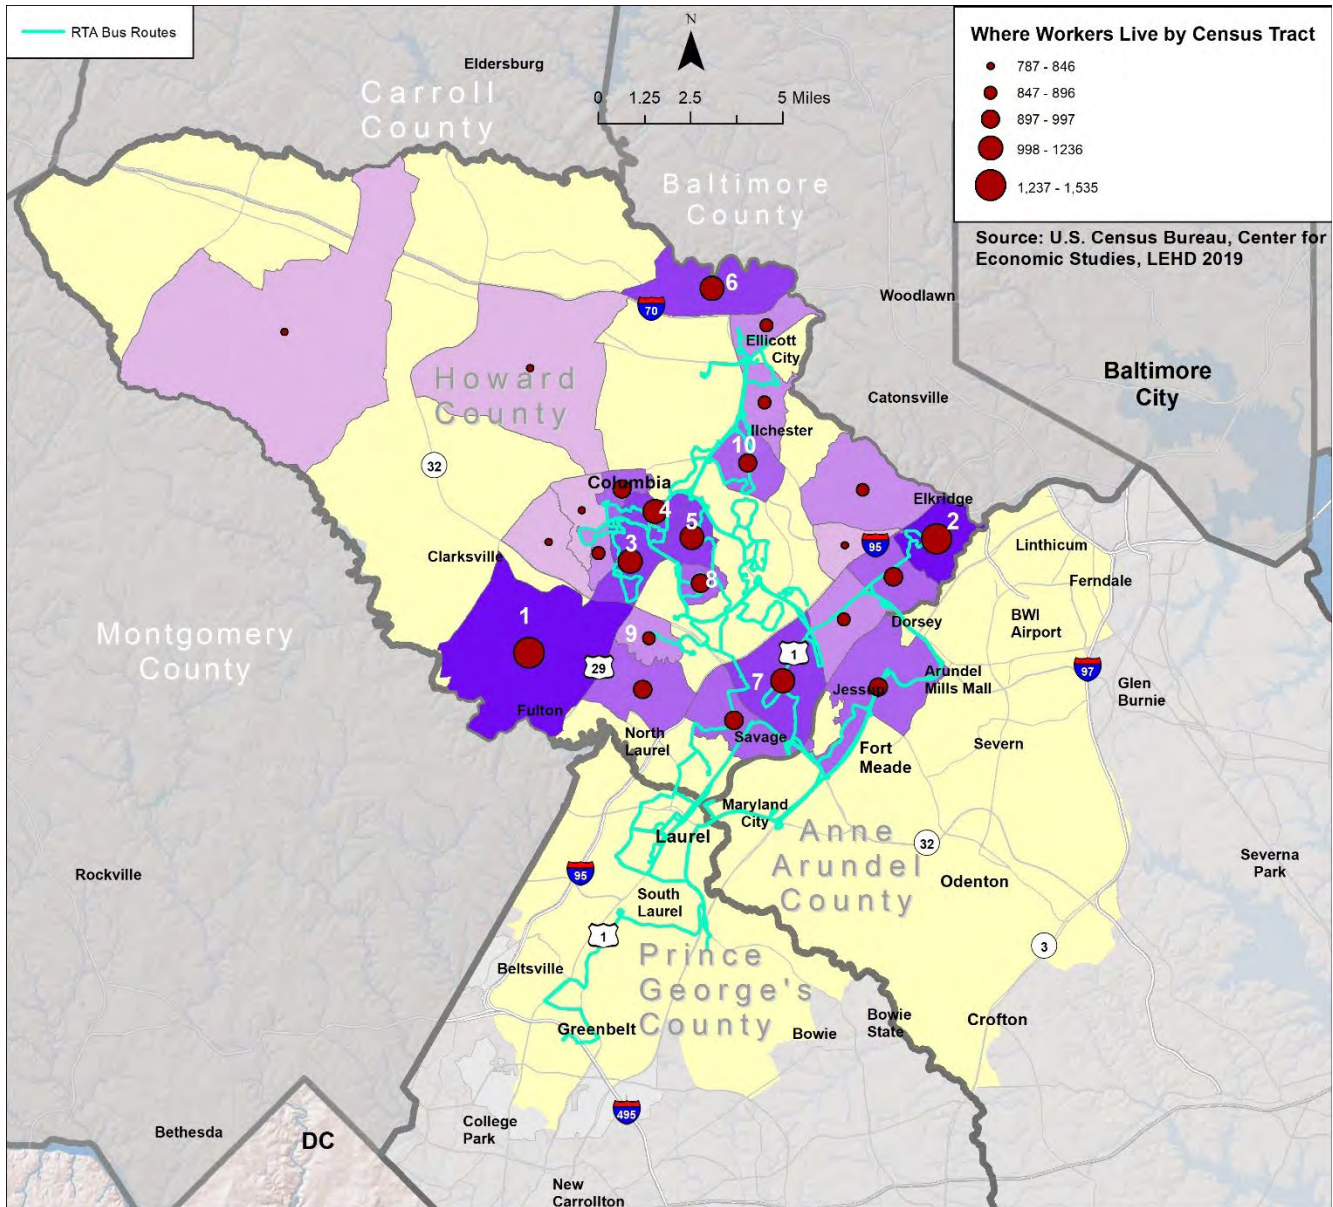 RTA Bus Routes
N
0 1.25 2.5 5 Miles
Where Workers Live by Census Tract
787 - 846
847 - 896
897 - 997
998 - 1236
1,237 - 1,535
Source: U.S. Census Bureau, Center for
Economic Studies, LEHD 2019
Eldersburg
Carroll
County
Baltimore
County
6
70
Woodlawn
Ellicott
City
Baltimore
City
Howard
County
Catonsville
Ilchester
10
32
Columbia
Elkridge
4
5
2
95
Linthicum
Clarksville
3
8
Ferndale
Montgomery
County
1
9
29
1
Dorsey
BWI
Airport
7
Jessup
Arundel
Mills Mall
97
Glen
Burnie
Fulton
North
Laurel
Savage
Fort
Meade
Severn
Maryland
City
Laurel
Anne
Arundel
County
32
Severna
Park
Rockville
95
Odenton
South
Laurel
1
3
Prince
George's
County
Beltsville
Bowie
State
Crofton
Greenbelt
Bowie
495
College
Park
Bethesda
DC
New
Carrollton